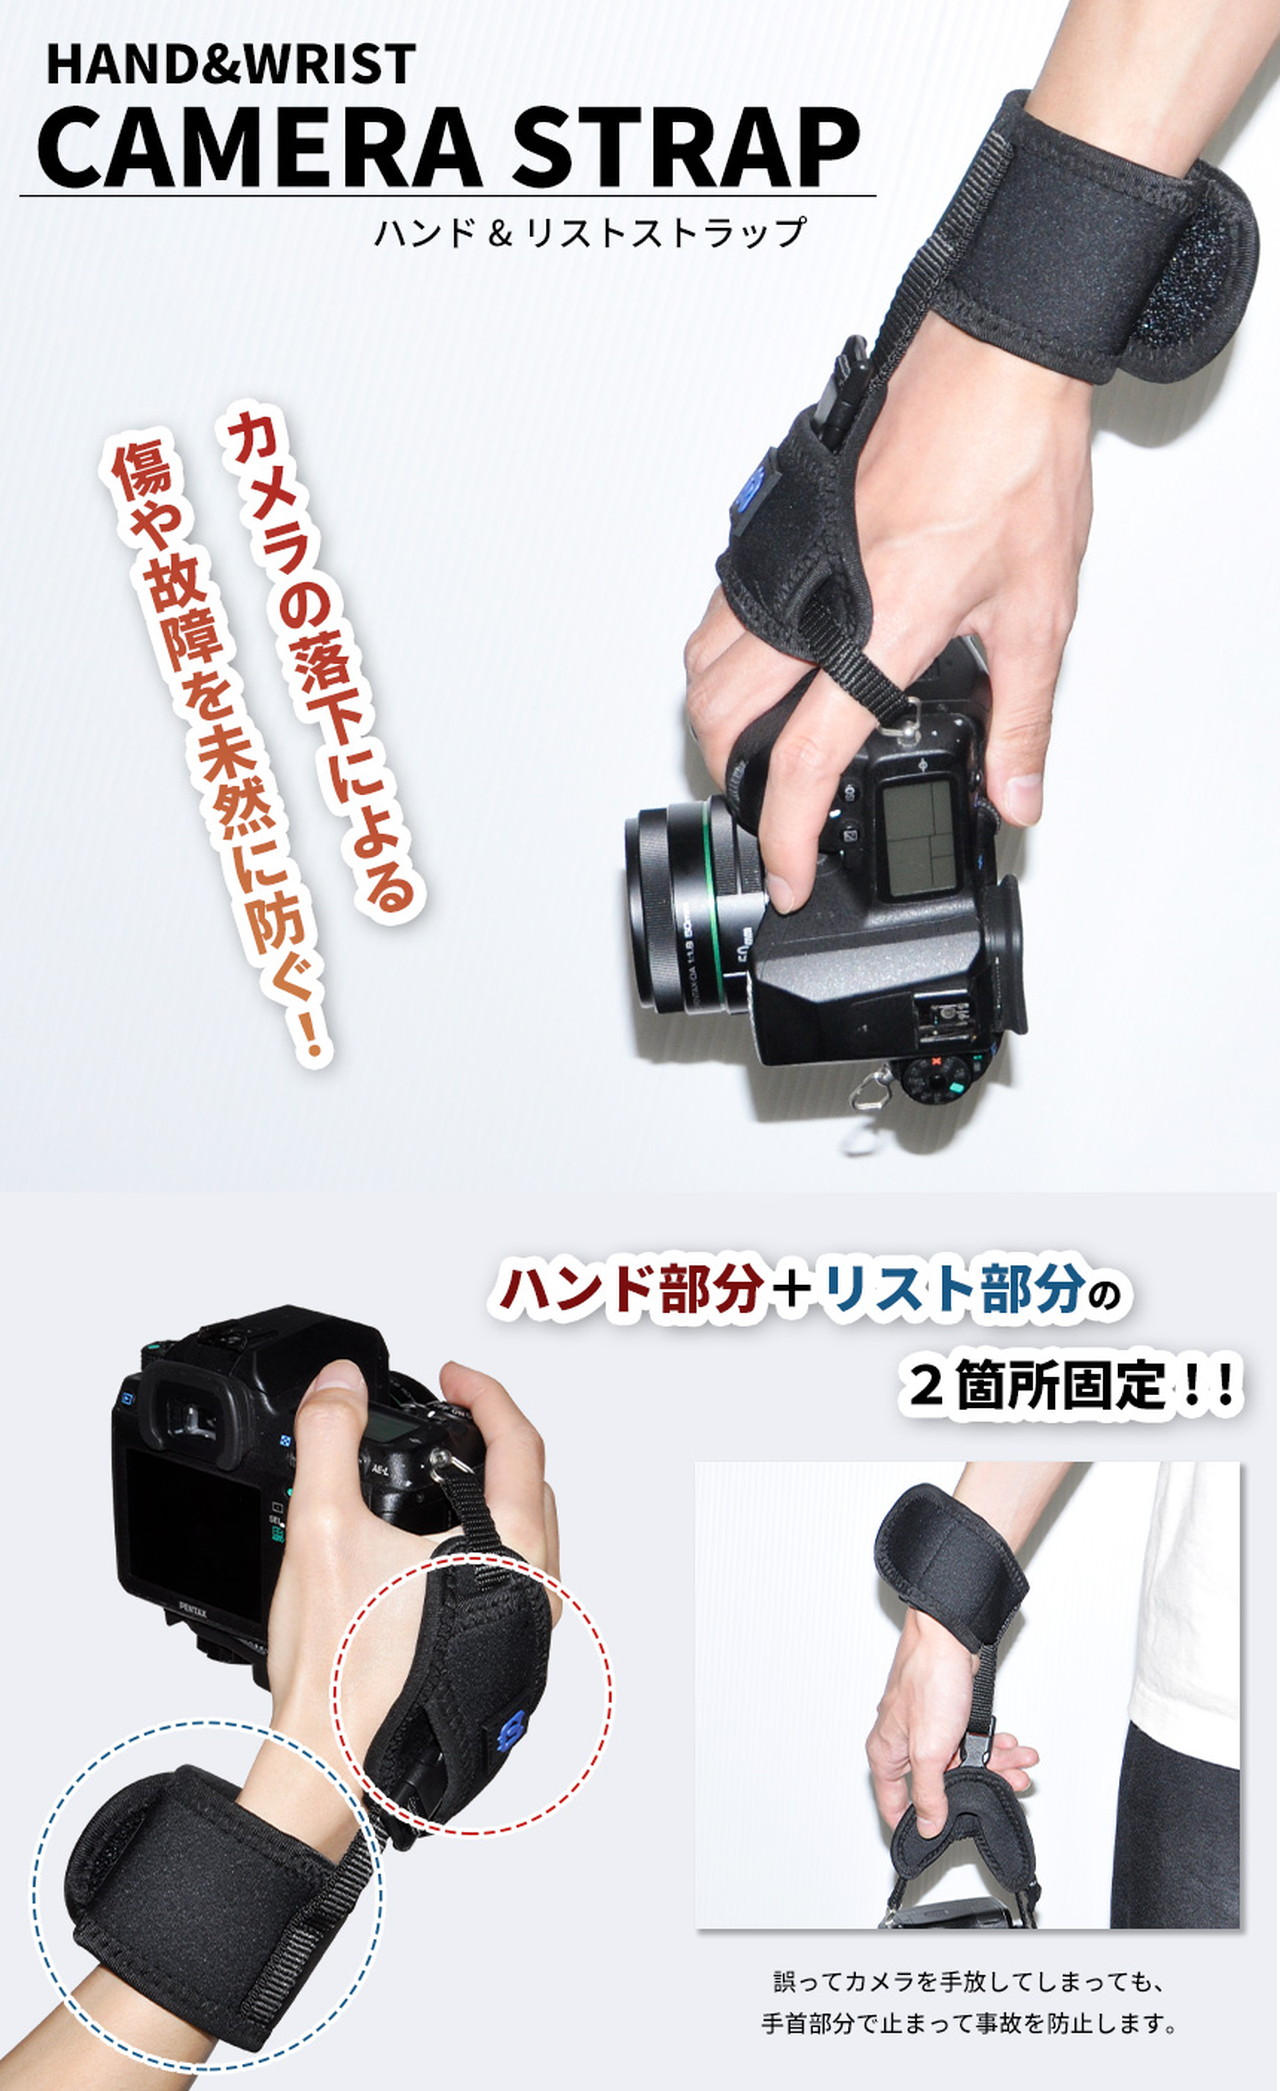 HAND&WRIST
CAMERA STRAP
ハンド & リストストラップ
カメラの落下による
傷や故障を未然に防ぐ！
50mm
ハンド部分＋リスト部分の
２箇所固定！！
AE-L
PENTAX
誤ってカメラを手放してしまっても、
手首部分で止まって事故を防止します。